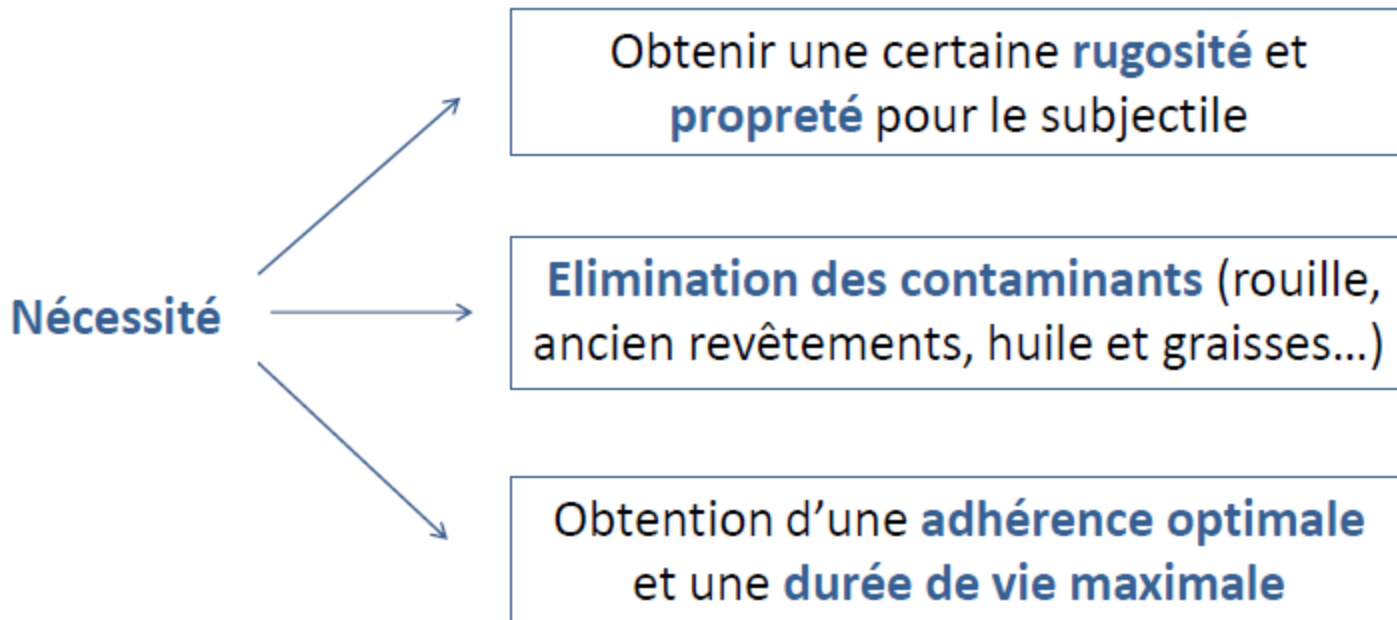 Obtenir une certaine rugosité et
propreté pour le subjectile
Nécessité
Elimination des contaminants (rouille,
ancien revêtements, huile et graisses...)
Obtention d’une adhérence optimale
et une durée de vie maximale